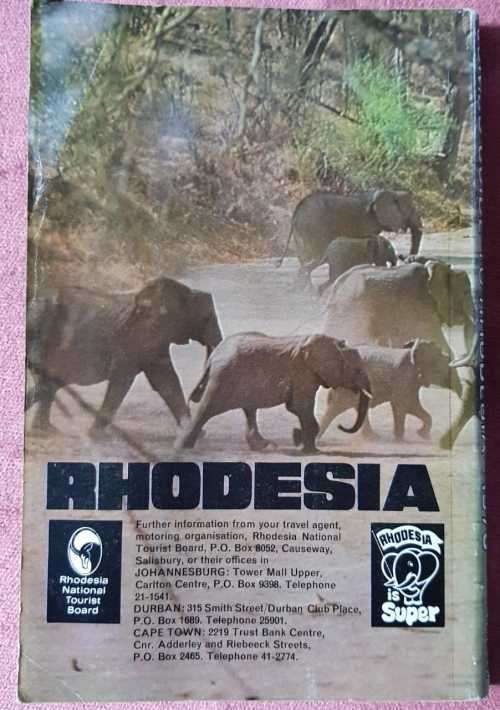 RHODESIA
Further information from your travel agent,
motoring organisation, Rhodesia National
Tourist Board, P.O. Box 8052, Causeway,
Salisbury, or their offices in
JOHANNESBURG: Tower Mall Upper,
Carlton Centre, P.O. Box 9398. Telephone
21-1541.
DURBAN: 315 Smith Street/Durban Club Place,
P.O. Box 1689. Telephone 25901.
CAPE TOWN: 2219 Trust Bank Centre,
Cnr. Adderley and Riebeeck Streets,
P.O. Box 2465. Telephone 41-2774.
Rhodesia
National
Tourist
Board
RHODESIA
is
Super